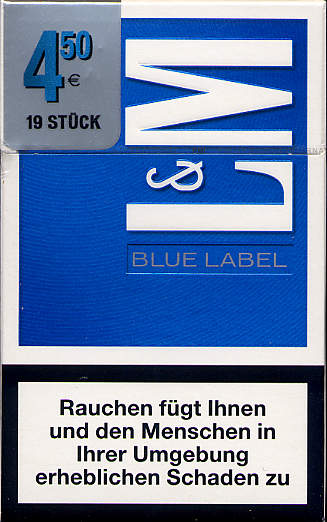 4 50 €
19 STÜCK
L&M
BLUE LABEL
Rauchen fügt Ihnen
und den Menschen in
Ihrer Umgebung
erheblichen Schaden zu